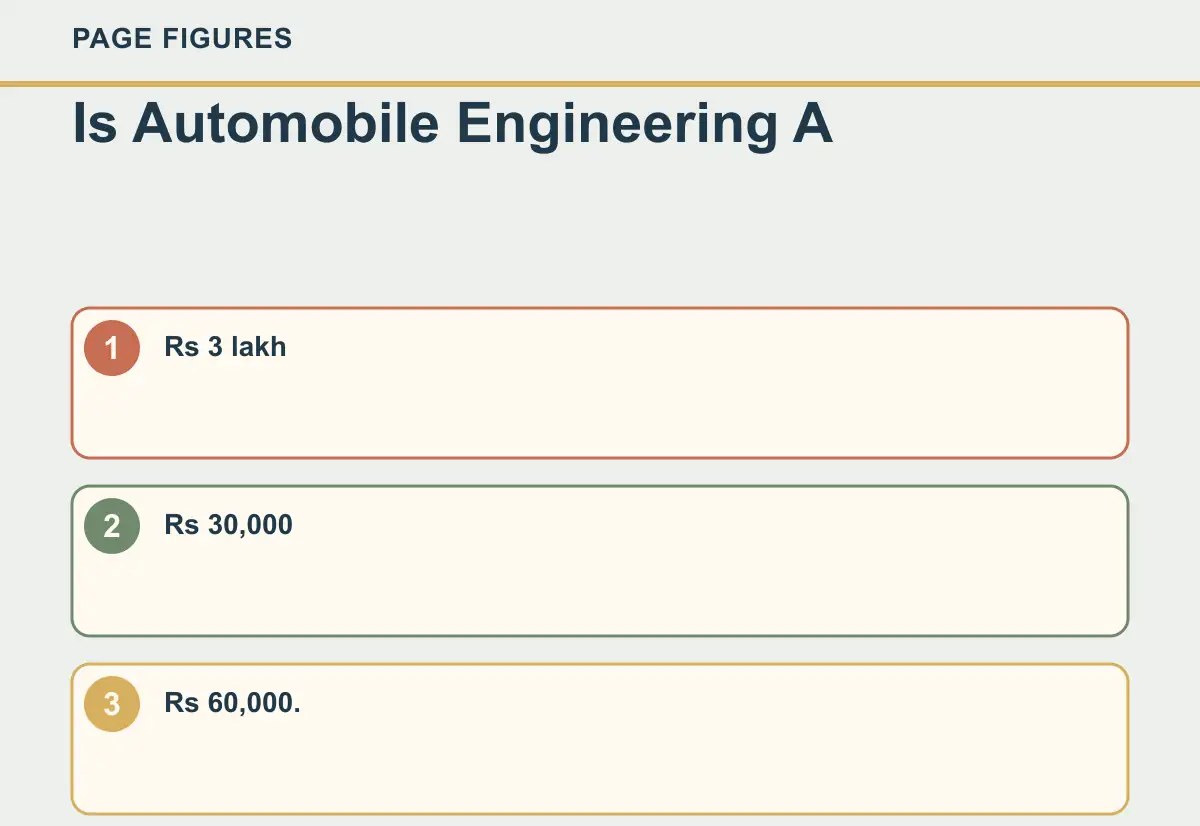 PAGE FIGURES
Is Automobile Engineering A
1 Rs 3 lakh
2 Rs 30,000
3 Rs 60,000.